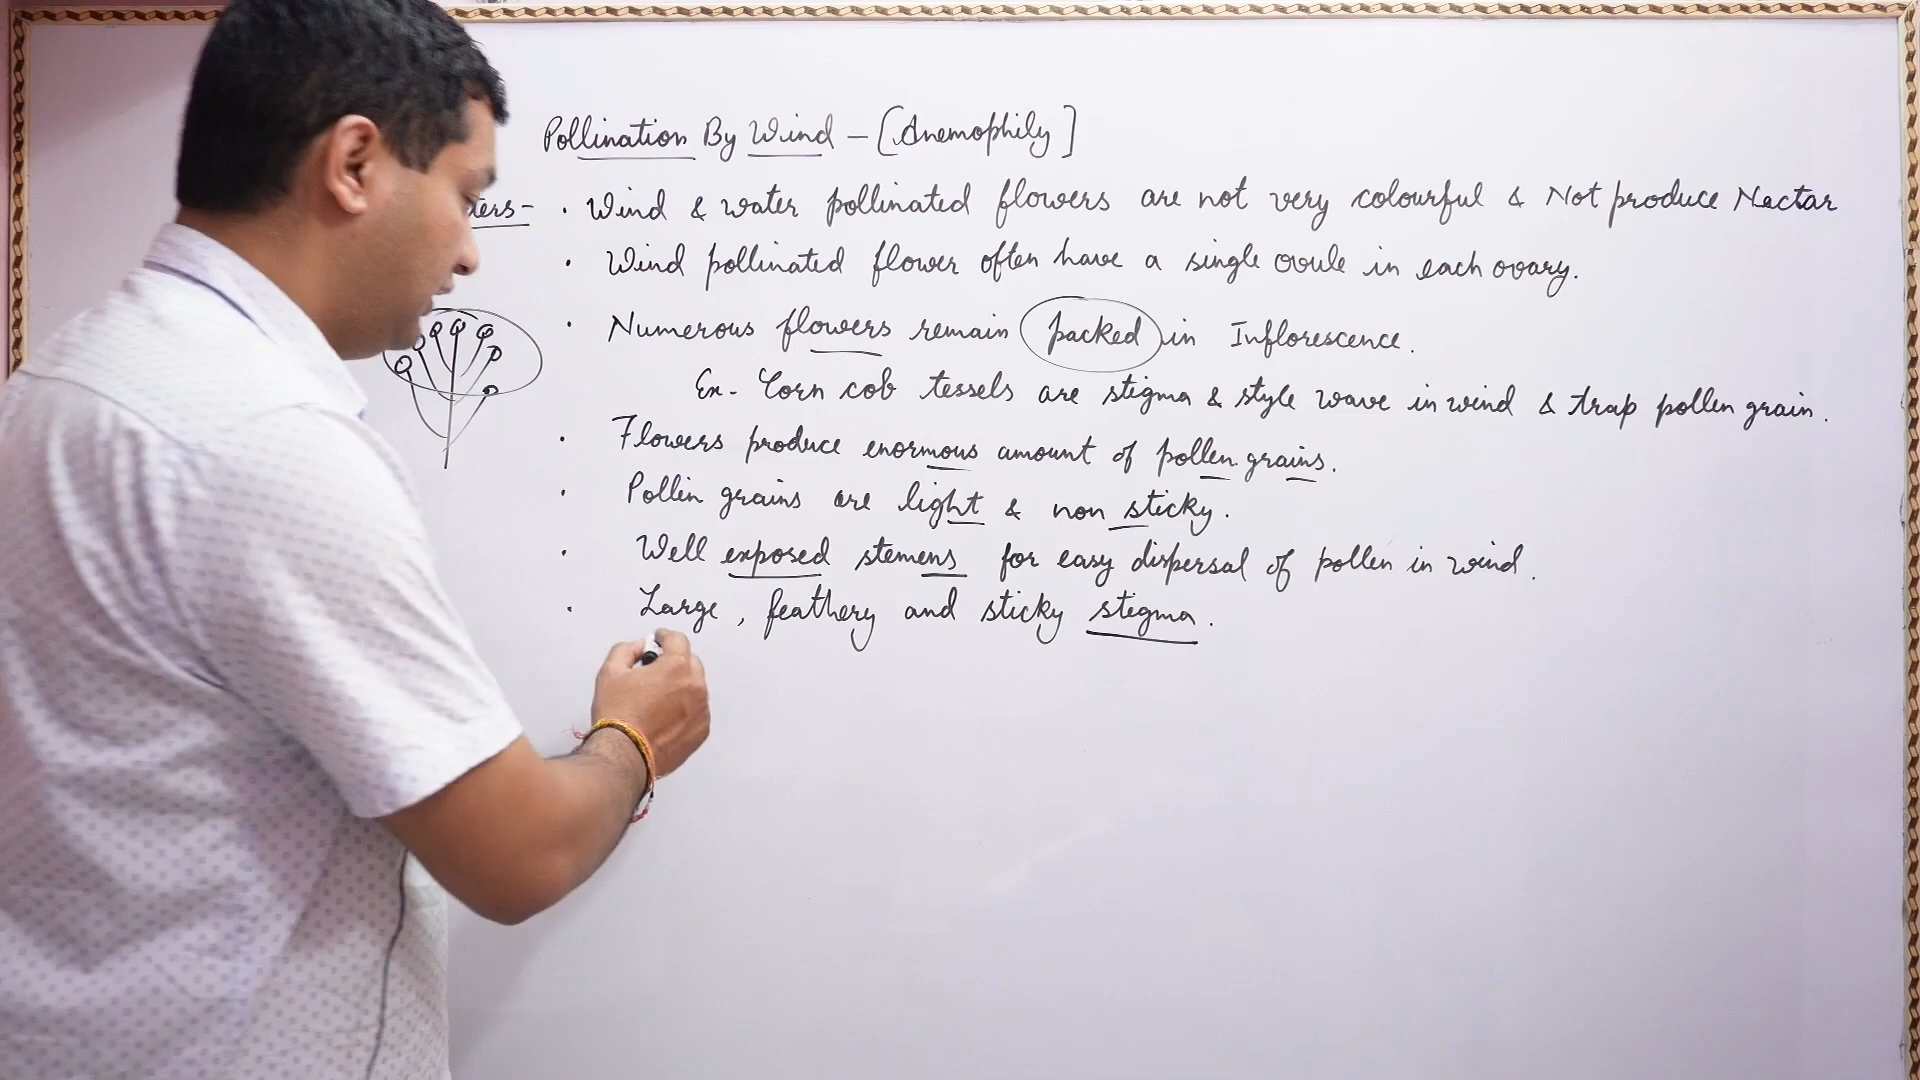 Pollination By Wind - [Anemophily]
ters- . Wind & water pollinated flowers are not very colourful & Not produce Nectar
. Wind pollinated flower often have a single ovule in each ovary.
. Numerous flowers remain packed in Inflorescence.
Ex- Corn cob tessels are stigma & style wave in wind & trap pollen grain.
. Flowers produce enormous amount of pollen grains.
. Pollin grains are light & non sticky.
. Well exposed stemens for easy dispersal of pollen in wind.
. Large, feathery and sticky stigma.